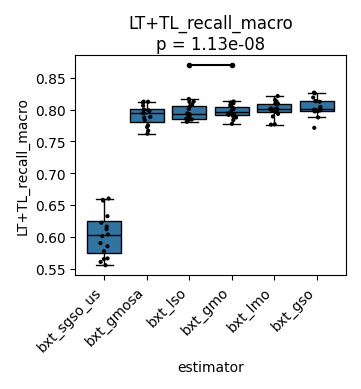 LT+TL_recall_macro
p = 1.13e-08
LT+TL_recall_macro
0.85
0.80
0.75
0.70
0.65
0.60
0.55
bxt_sgso_us
bxt_gmosa
bxt_lso
bxt_gmo
bxt_lmo
bxt_gso
estimator